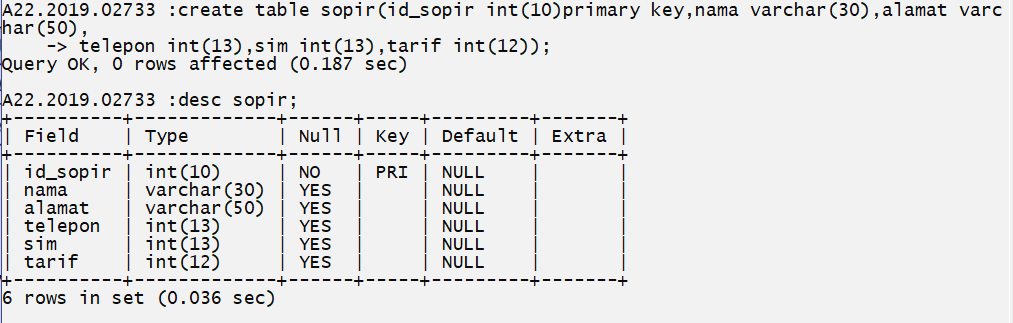 A22.2019.02733 :create table sopir(id_sopir int(10)primary key,nama varchar(30),alamat varc
har(50),
    -> telepon int(13),sim int(13),tarif int(12));
Query OK, 0 rows affected (0.187 sec)

A22.2019.02733 :desc sopir;
+----------+-------------+------+-----+---------+-------+
| Field    | Type        | Null | Key | Default | Extra |
+----------+-------------+------+-----+---------+-------+
| id_sopir | int(10)     | NO   | PRI | NULL    |       |
| nama     | varchar(30) | YES  |     | NULL    |       |
| alamat   | varchar(50) | YES  |     | NULL    |       |
| telepon  | int(13)     | YES  |     | NULL    |       |
| sim      | int(13)     | YES  |     | NULL    |       |
| tarif    | int(12)     | YES  |     | NULL    |       |
+----------+-------------+------+-----+---------+-------+
6 rows in set (0.036 sec)